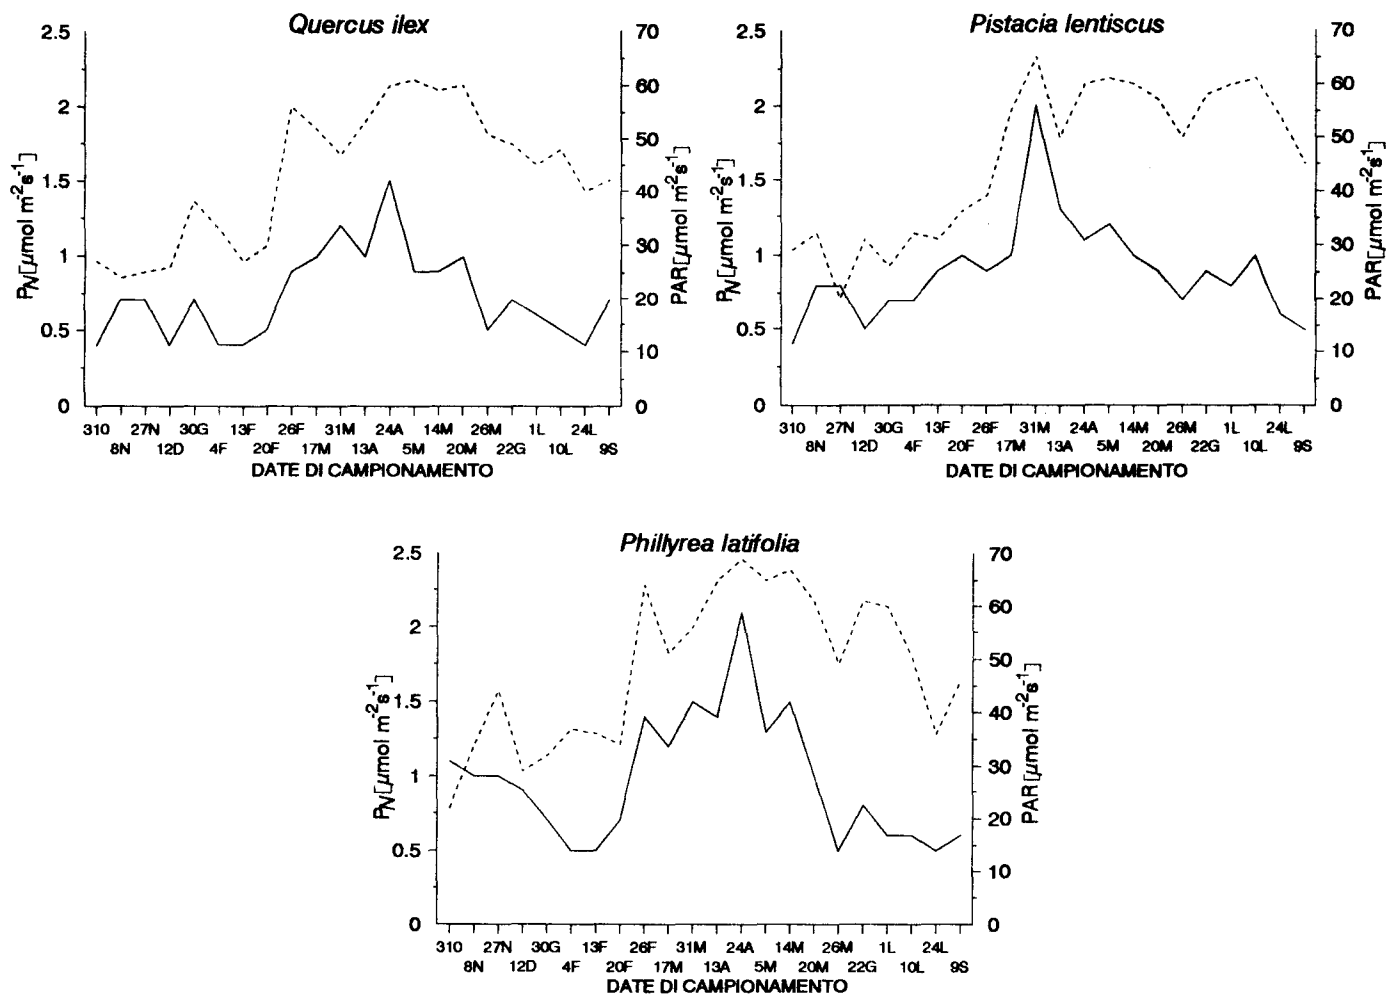 Quercus ilex
2.5
2
1.5
1
0.5
0
P_N [µmol m⁻²s⁻¹]
70
60
50
40
30
20
10
0
PAR [µmol m⁻²s⁻¹]
310 27N 30G 13F 26F 31M 24A 14M 26M 1L 24L
8N 12D 4F 20F 17M 13A 5M 20M 22G 10L 9S
DATE DI CAMPIONAMENTO
Pistacia lentiscus
2.5
2
1.5
1
0.5
0
P_N [µmol m⁻²s⁻¹]
70
60
50
40
30
20
10
0
PAR [µmol m⁻²s⁻¹]
310 27N 30G 13F 26F 31M 24A 14M 26M 1L 24L
8N 12D 4F 20F 17M 13A 5M 20M 22G 10L 9S
DATE DI CAMPIONAMENTO
Phillyrea latifolia
2.5
2
1.5
1
0.5
0
P_N [µmol m⁻²s⁻¹]
70
60
50
40
30
20
10
0
PAR [µmol m⁻²s⁻¹]
310 27N 30G 13F 26F 31M 24A 14M 26M 1L 24L
8N 12D 4F 20F 17M 13A 5M 20M 22G 10L 9S
DATE DI CAMPIONAMENTO